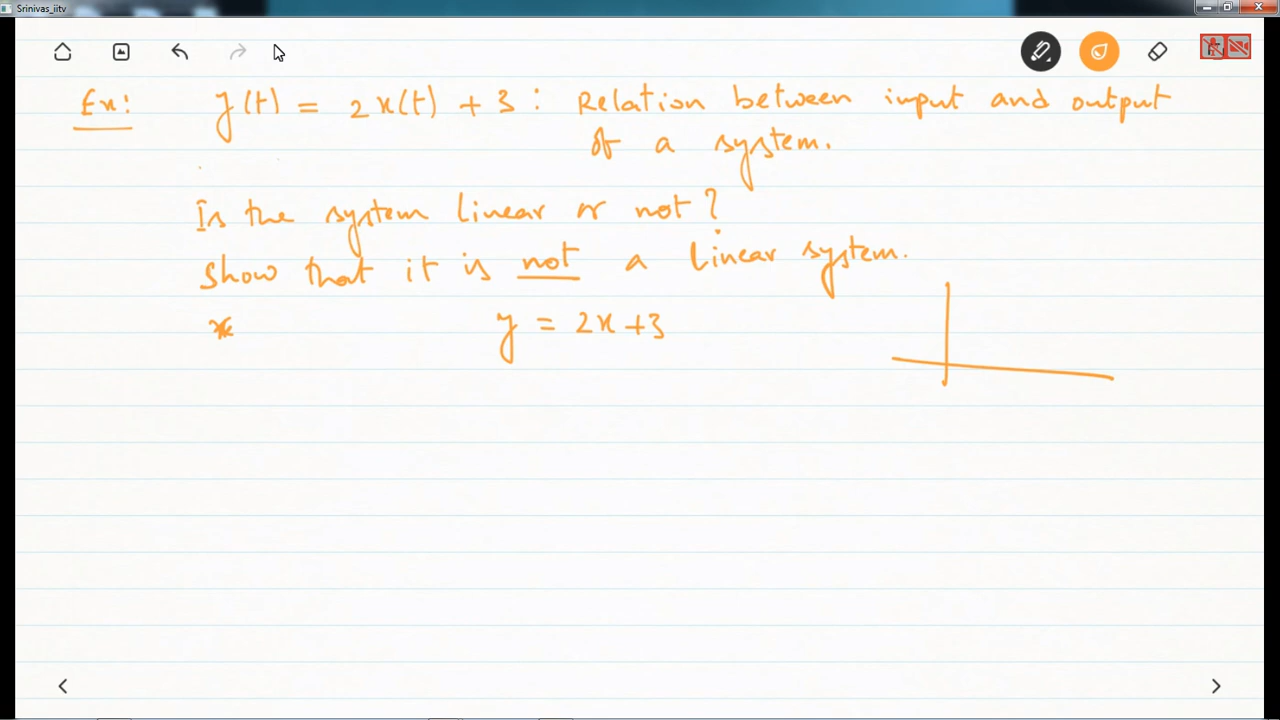 Srinivas_iitv
Ex: y(t) = 2x(t) + 3 : Relation between input and output
of a system.
Is the system linear or not?
Show that it is not a linear system.
* y = 2x + 3